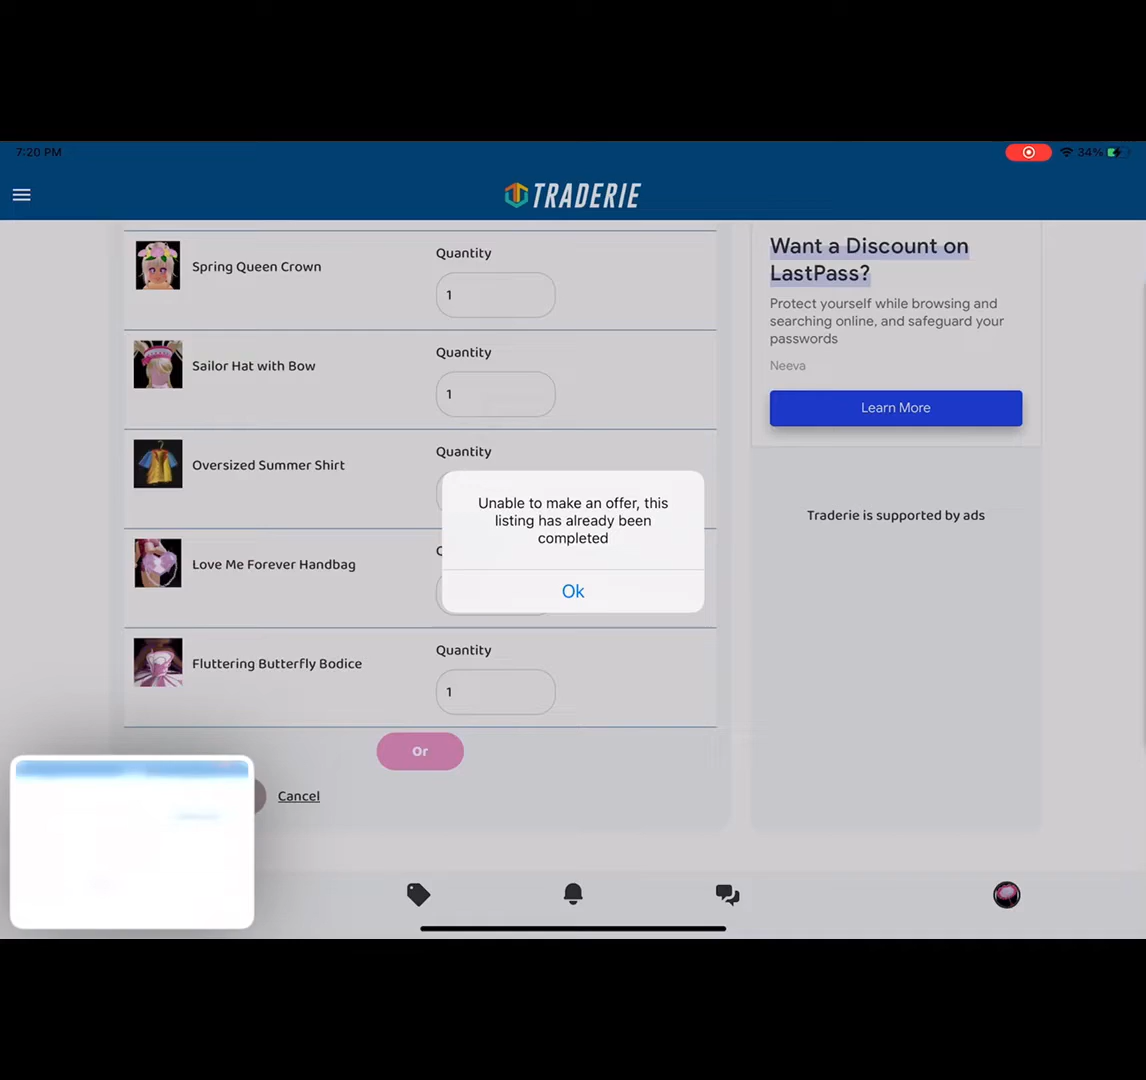 7:20 PM
34%
TRADERIE
Spring Queen Crown
Quantity
1
Sailor Hat with Bow
Quantity
1
Oversized Summer Shirt
Quantity
Love Me Forever Handbag
Fluttering Butterfly Bodice
Quantity
1
Or
Cancel
Unable to make an offer, this
listing has already been
completed
Ok
Want a Discount on
LastPass?
Protect yourself while browsing and
searching online, and safeguard your
passwords
Neeva
Learn More
Traderie is supported by ads